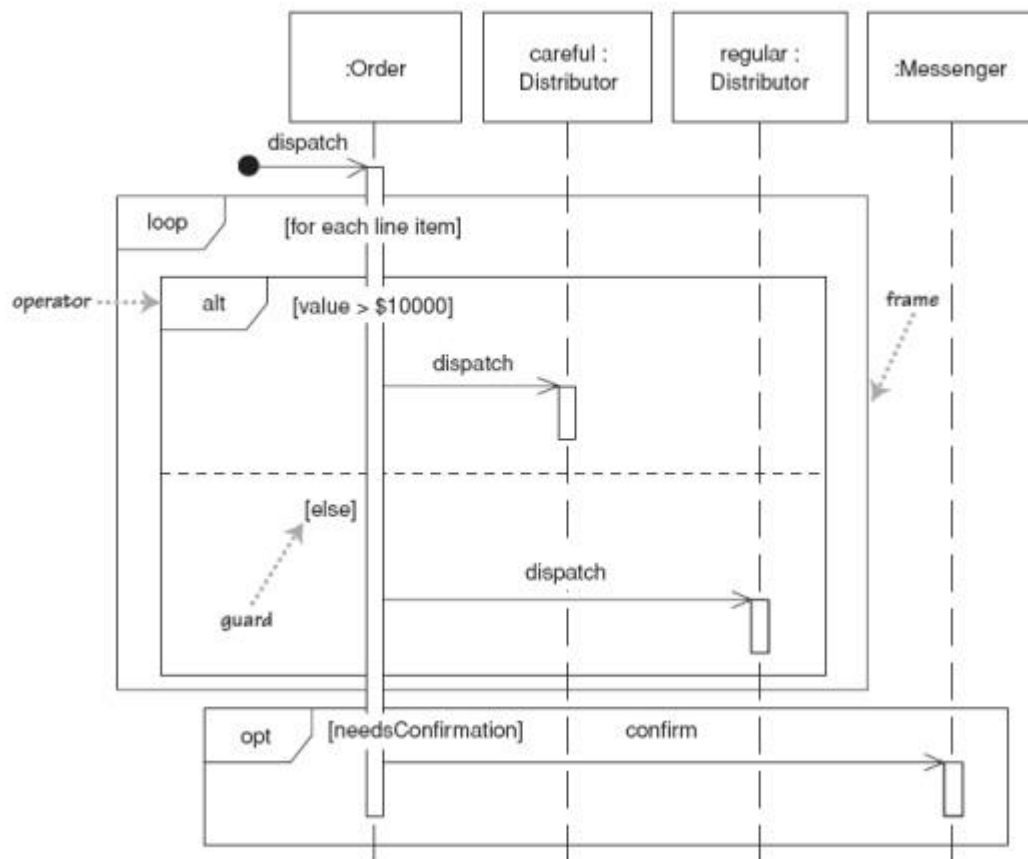 :Order
careful :
Distributor
regular :
Distributor
:Messenger
dispatch
loop
[for each line item]
operator
alt
[value > $10000]
frame
dispatch
[else]
dispatch
guard
opt
[needsConfirmation]
confirm